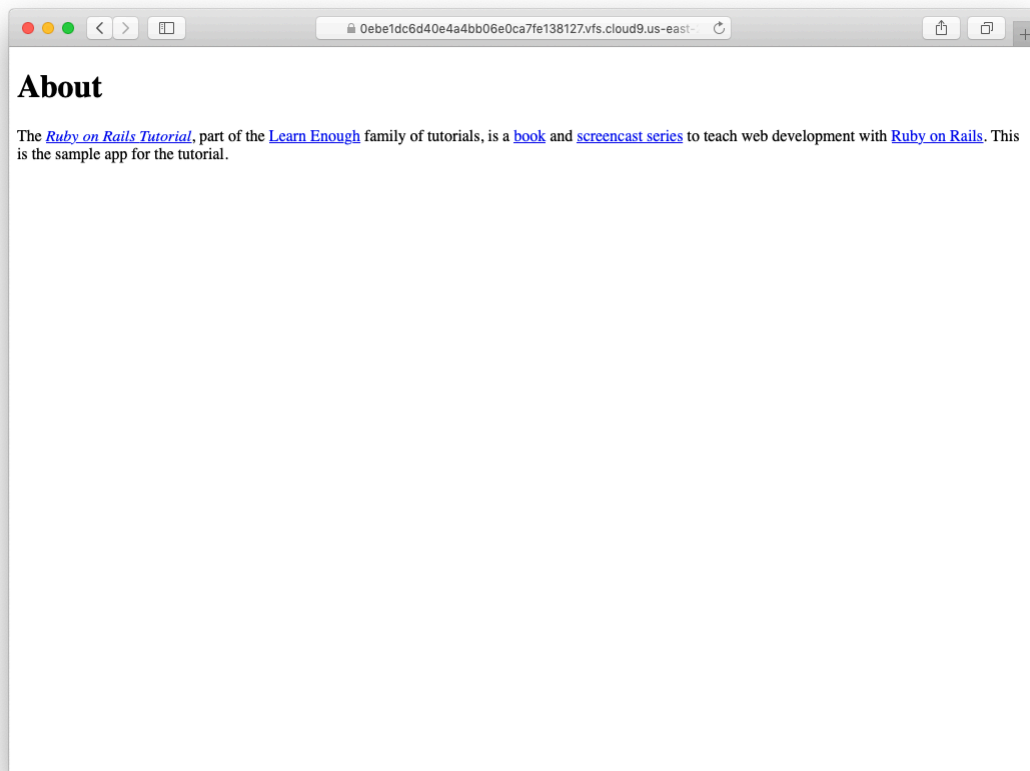 0ebe1dc6d40e4a4bb06e0ca7fe138127.vfs.cloud9.us-east-
About
The Ruby on Rails Tutorial, part of the Learn Enough family of tutorials, is a book and screencast series to teach web development with Ruby on Rails. This
is the sample app for the tutorial.